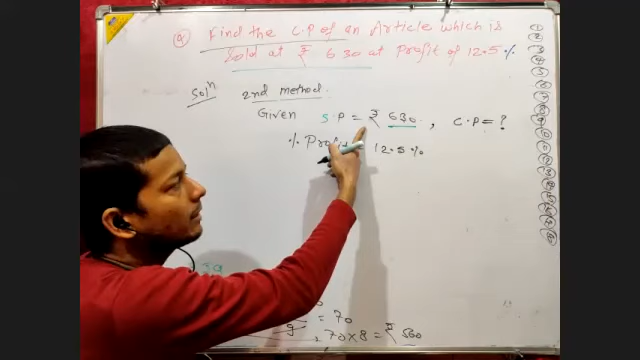 Q. Find the C.P of an Article which is
Sold at ₹ 630 at Profit of 12.5 %
Solⁿ 2nd method.
Given S.P = ₹ 630. , C.P = ?
% Profit = 12.5 %
= 70
9
70 × 8 = ₹ 560